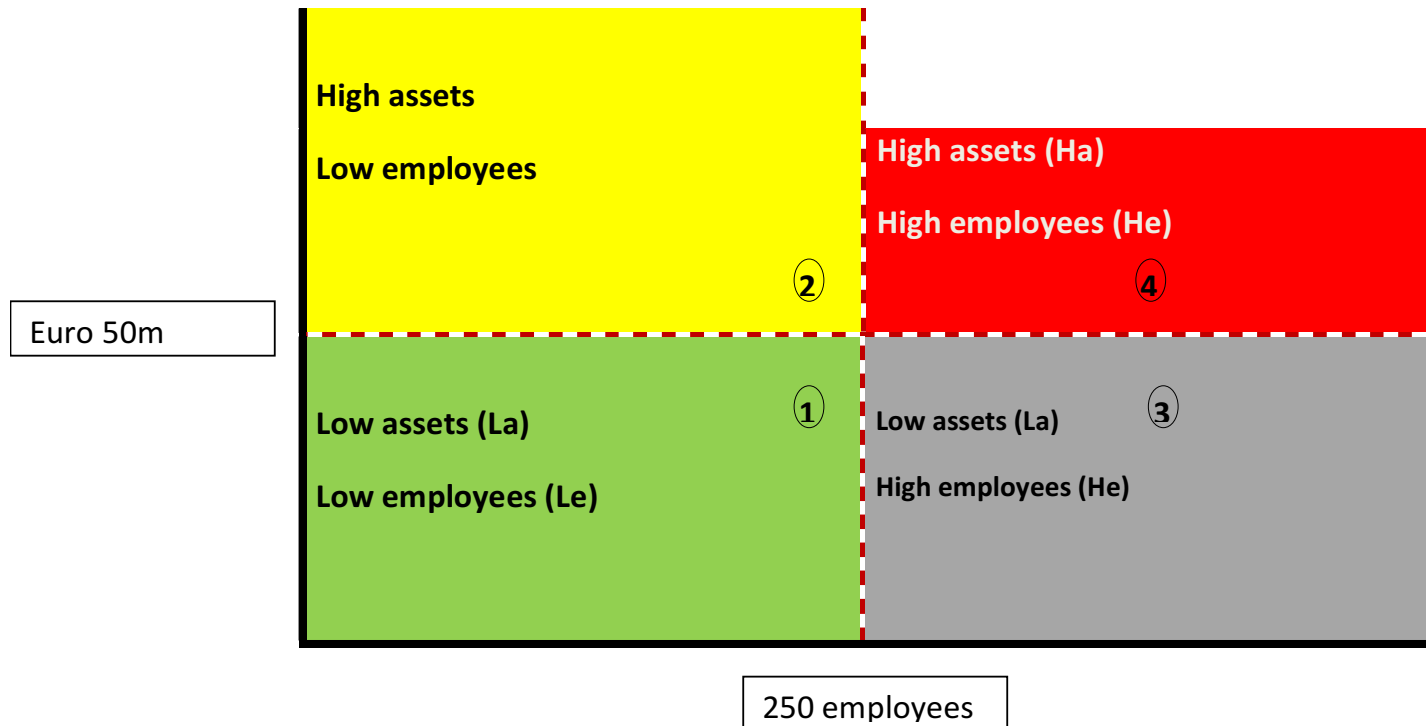 High assets
Low employees
2
High assets (Ha)
High employees (He)
4
Euro 50m
Low assets (La)
Low employees (Le)
1
Low assets (La)
High employees (He)
3
250 employees